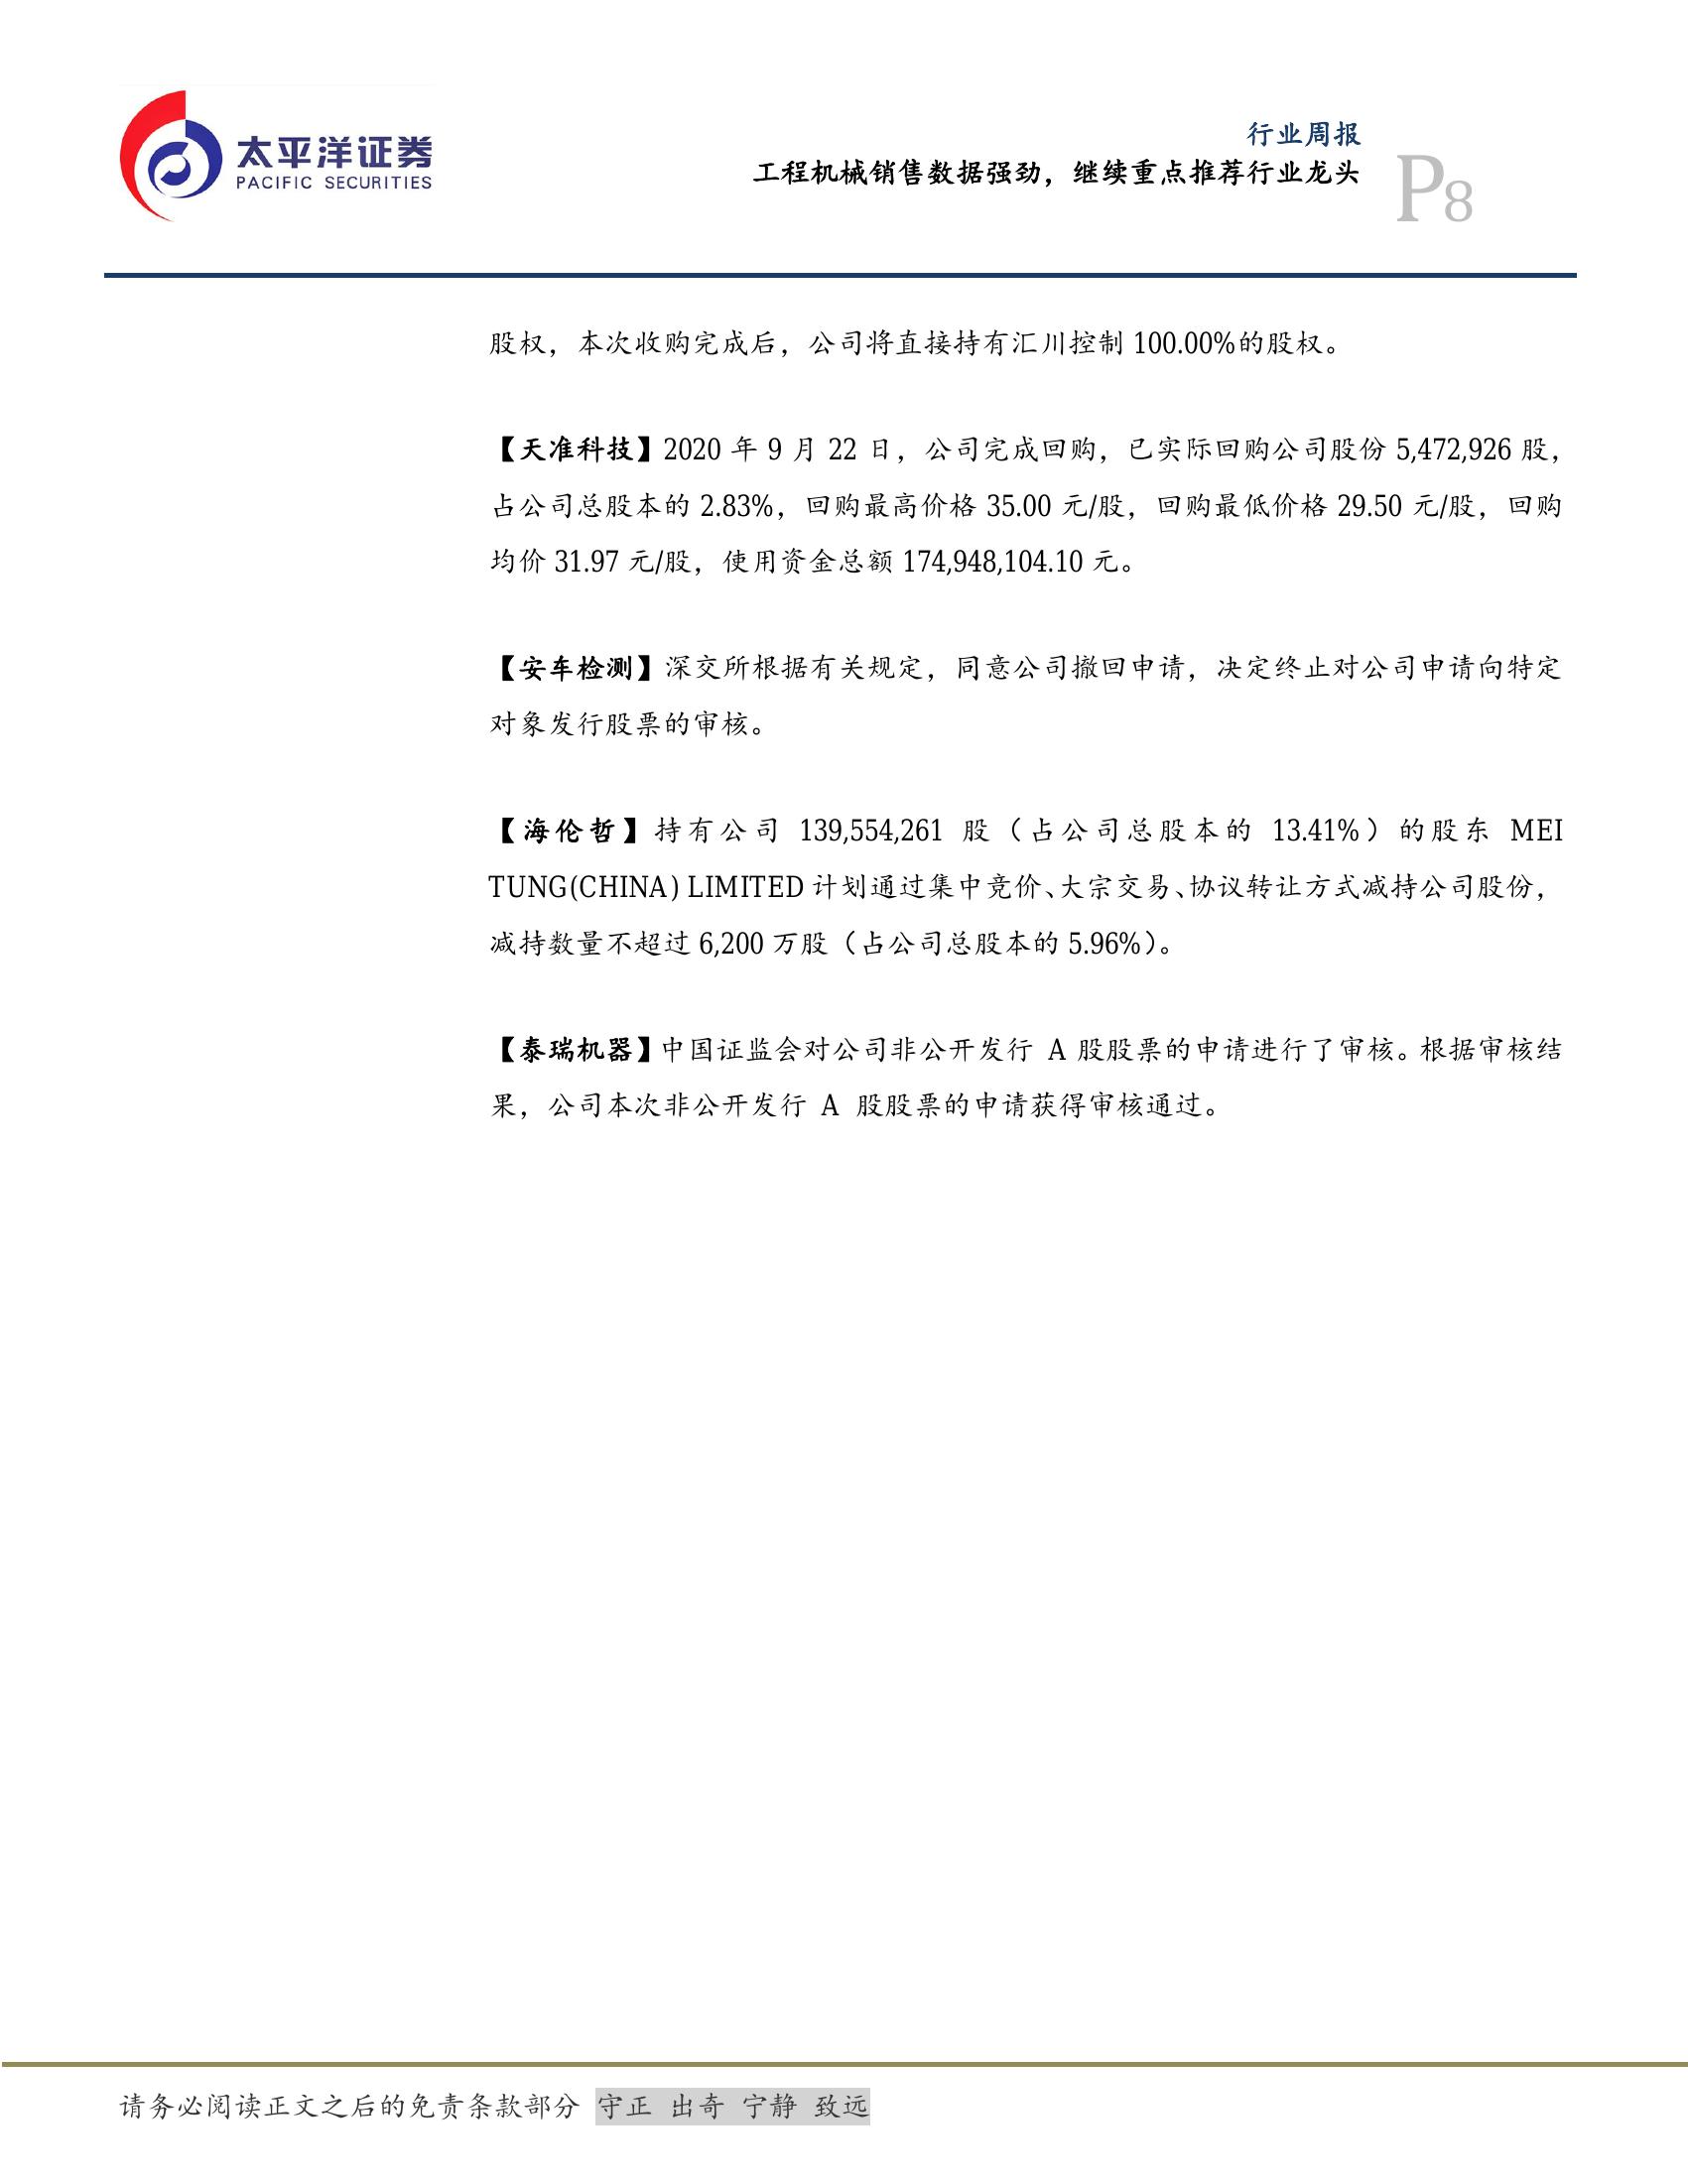 太平洋证券
PACIFIC SECURITIES
行业周报
工程机械销售数据强劲，继续重点推荐行业龙头
P8
股权，本次收购完成后，公司将直接持有汇川控制 100.00%的股权。
【天准科技】2020 年 9 月 22 日，公司完成回购，已实际回购公司股份 5,472,926 股，
占公司总股本的 2.83%，回购最高价格 35.00 元/股，回购最低价格 29.50 元/股，回购
均价 31.97 元/股，使用资金总额 174,948,104.10 元。
【安车检测】深交所根据有关规定，同意公司撤回申请，决定终止对公司申请向特定
对象发行股票的审核。
【海伦哲】持有公司 139,554,261 股（占公司总股本的 13.41%）的股东 MEI
TUNG(CHINA) LIMITED 计划通过集中竞价、大宗交易、协议转让方式减持公司股份，
减持数量不超过 6,200 万股（占公司总股本的 5.96%）。
【泰瑞机器】中国证监会对公司非公开发行 A 股股票的申请进行了审核。根据审核结
果，公司本次非公开发行 A 股股票的申请获得审核通过。
请务必阅读正文之后的免责条款部分 守正 出奇 宁静 致远